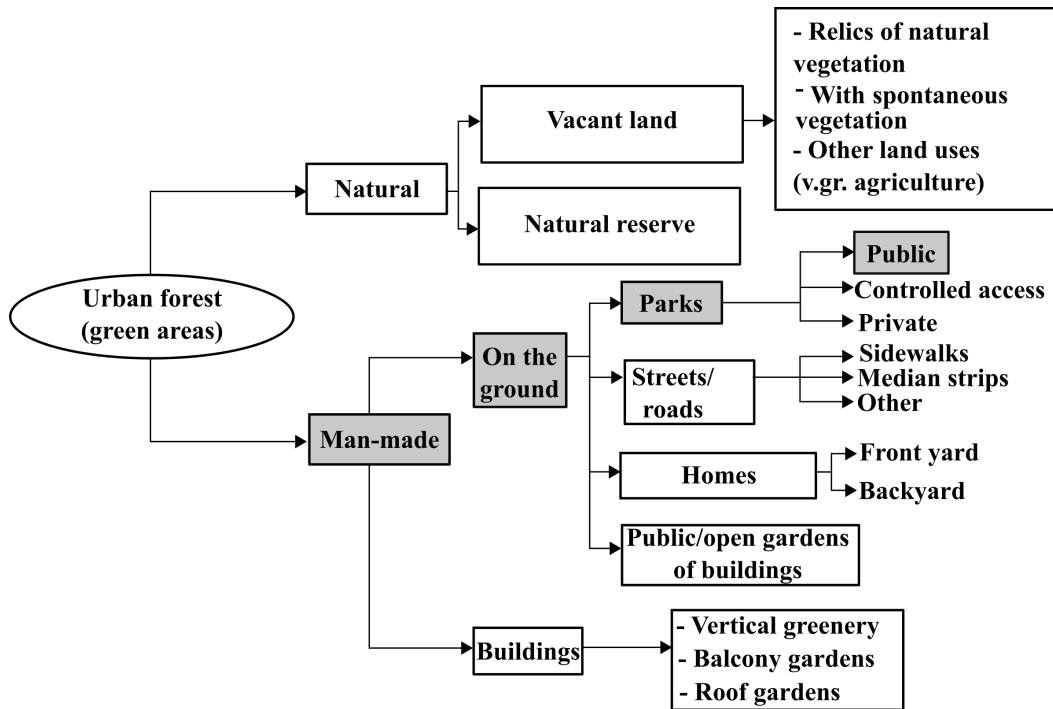 - Relics of natural
vegetation
- With spontaneous
vegetation
- Other land uses
(v.gr. agriculture)
Vacant land
Natural
Natural reserve
Urban forest
(green areas)
Public
Parks
Controlled access
Private
On the
ground
Sidewalks
Streets/
roads
Median strips
Other
Man-made
Front yard
Homes
Backyard
Public/open gardens
of buildings
Buildings
- Vertical greenery
- Balcony gardens
- Roof gardens